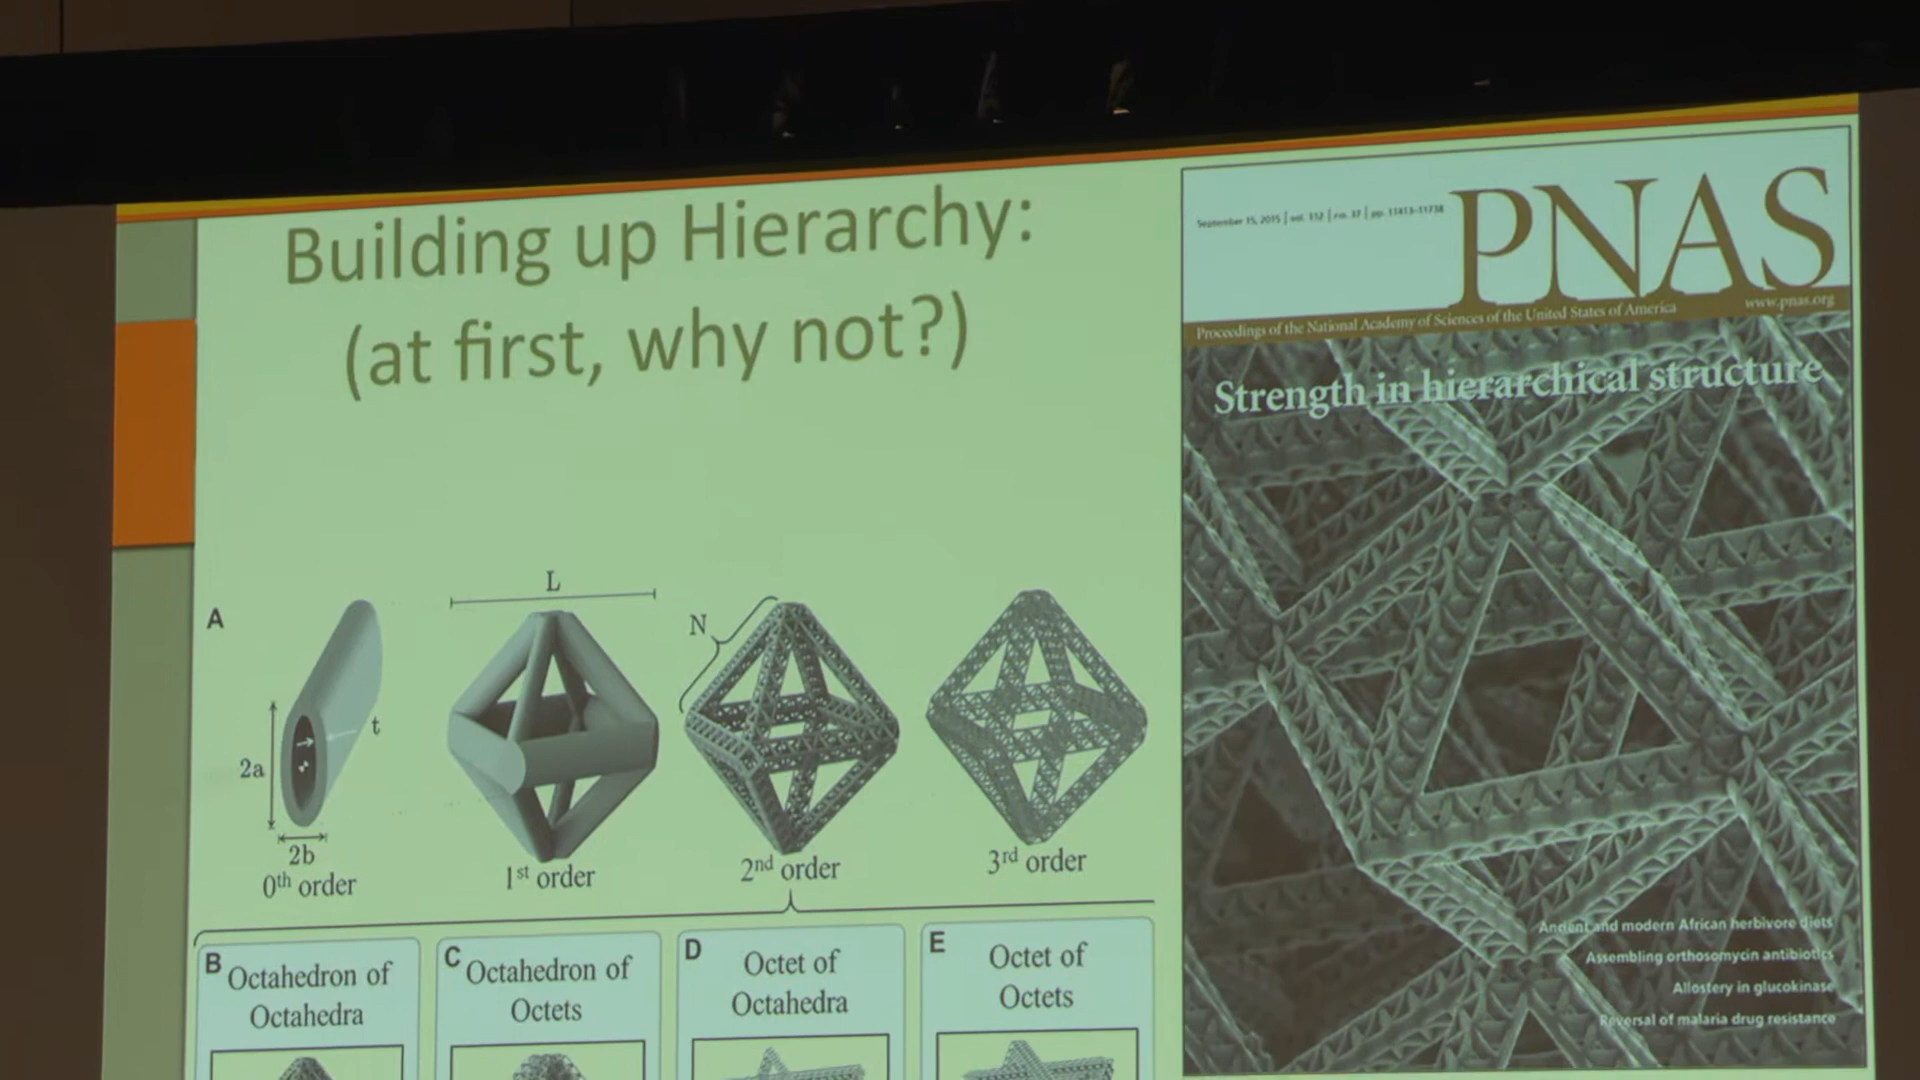 Building up Hierarchy:
(at first, why not?)
A
2a
2b
t
0th order
L
1st order
N
2nd order
3rd order
B Octahedron of
Octahedra
C Octahedron of
Octets
D Octet of
Octahedra
E Octet of
Octets
September 15, 2015 | vol. 112 | no. 37 | pp. 11413–11738
PNAS
Proceedings of the National Academy of Sciences of the United States of America
www.pnas.org
Strength in hierarchical structure
Ancient and modern African herbivore diets
Assembling orthosomycin antibiotics
Allostery in glucokinase
Reversal of malaria drug resistance